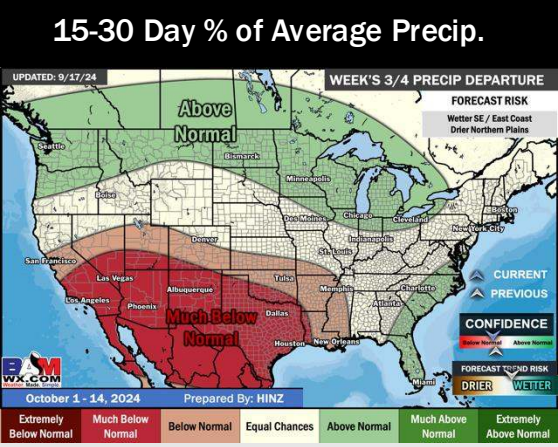 15-30 Day % of Average Precip.
UPDATED: 9/17/24
WEEK'S 3/4 PRECIP DEPARTURE
FORECAST RISK
Wetter SE / East Coast
Drier Northern Plains
Above
Normal
Seattle
Bismarck
Minneapolis
Boise
Boston
Des Moines
Chicago
Cleveland
New York City
Denver
Indianapolis
St. Louis
San Francisco
Las Vegas
Tulsa
Memphis
Charlotte
CURRENT
PREVIOUS
Los Angeles
Albuquerque
Phoenix
Atlanta
Much Below
Normal
Dallas
Houston
New Orleans
CONFIDENCE
Below Normal
Above Normal
FORECAST TREND RISK
DRIER
WETTER
Miami
BAM
WX.COM
Weather Made Simple
October 1 - 14, 2024
Prepared By: HINZ
Extremely
Below Normal
Much Below
Normal
Below Normal
Equal Chances
Above Normal
Much Above
Normal
Extremely
Above Normal